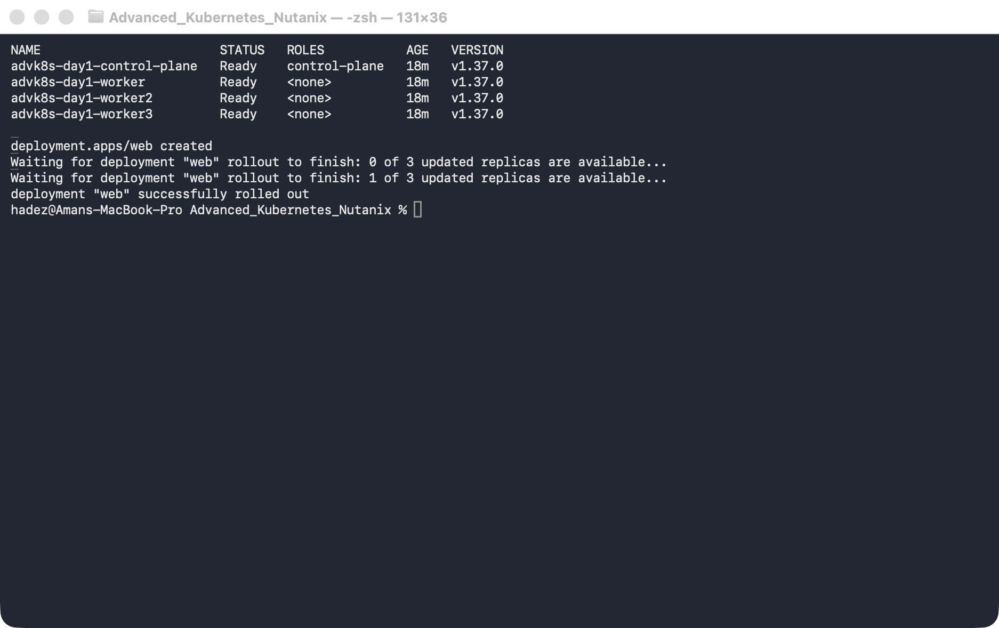 Advanced_Kubernetes_Nutanix — -zsh — 131×36
NAME STATUS ROLES AGE VERSION
advk8s-day1-control-plane Ready control-plane 18m v1.37.0
advk8s-day1-worker Ready <none> 18m v1.37.0
advk8s-day1-worker2 Ready <none> 18m v1.37.0
advk8s-day1-worker3 Ready <none> 18m v1.37.0
deployment.apps/web created
Waiting for deployment "web" rollout to finish: 0 of 3 updated replicas are available...
Waiting for deployment "web" rollout to finish: 1 of 3 updated replicas are available...
deployment "web" successfully rolled out
hadez@Amans-MacBook-Pro Advanced_Kubernetes_Nutanix %